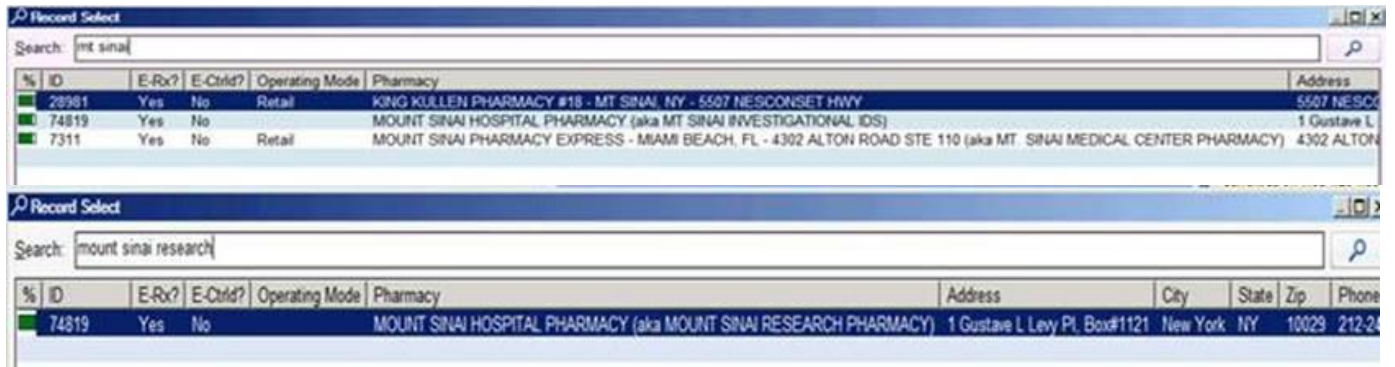 Record Select
Search: mt sinai
% ID E-Rx? E-Ctrld? Operating Mode Pharmacy Address
28981 Yes No Retail KING KULLEN PHARMACY #18 - MT SINAI, NY - 5507 NESCONSET HWY 5507 NESCO
74819 Yes No MOUNT SINAI HOSPITAL PHARMACY (aka MT SINAI INVESTIGATIONAL IDS) 1 Gustave L
7311 Yes No Retail MOUNT SINAI PHARMACY EXPRESS - MIAMI BEACH, FL - 4302 ALTON ROAD STE 110 (aka MT. SINAI MEDICAL CENTER PHARMACY) 4302 ALTON
Record Select
Search: mount sinai research
% ID E-Rx? E-Ctrld? Operating Mode Pharmacy Address City State Zip Phone
74819 Yes No MOUNT SINAI HOSPITAL PHARMACY (aka MOUNT SINAI RESEARCH PHARMACY) 1 Gustave L Levy Pl, Box#1121 New York NY 10029 212-24